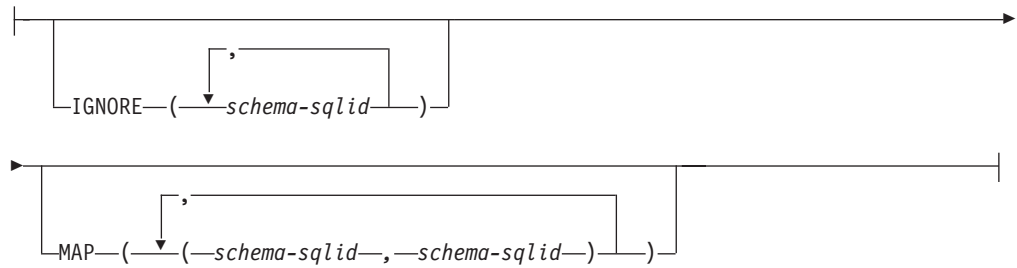 ,
IGNORE ( schema-sqlid )
,
MAP ( ( schema-sqlid , schema-sqlid ) )